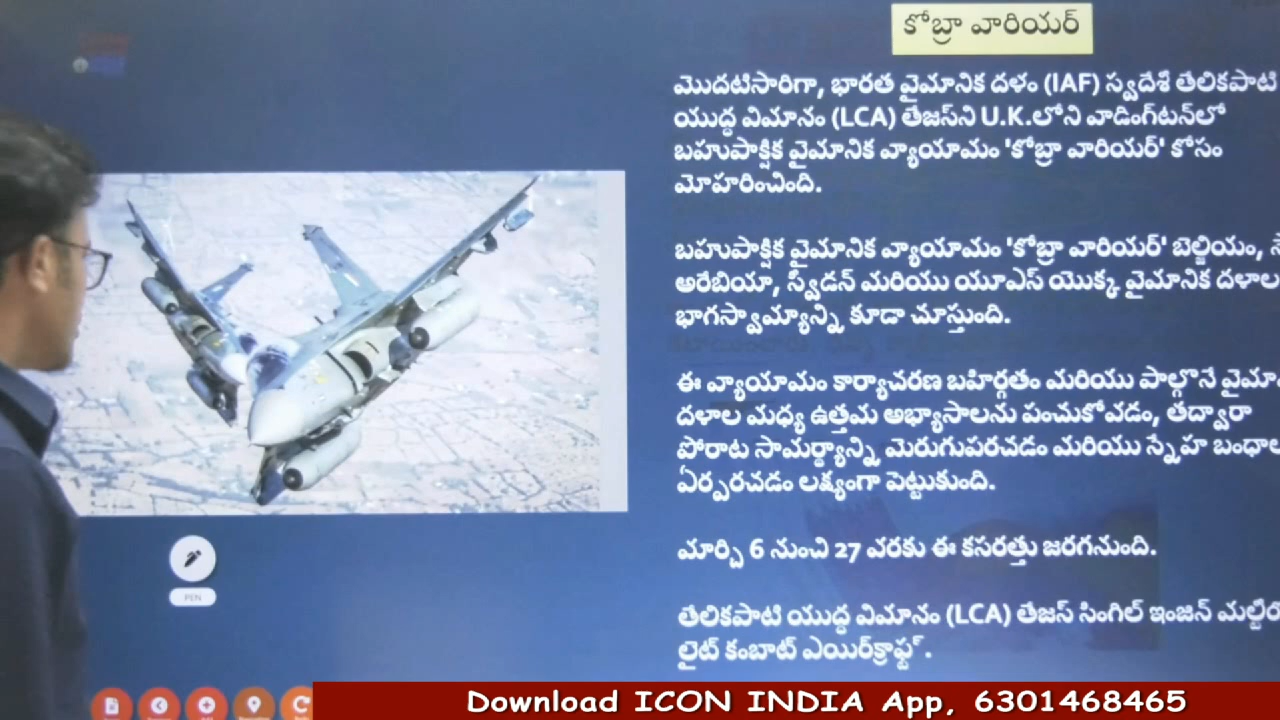 కోబ్రా వారియర్
మొదటిసారిగా, భారత వైమానిక దళం (IAF) స్వదేశీ తేలికపాటి
యుద్ధ విమానం (LCA) తేజస్‌ని U.K.లోని వాడింగ్‌టన్‌లో
బహుపాక్షిక వైమానిక వ్యాయామం 'కోబ్రా వారియర్' కోసం
మోహరించింది.
బహుపాక్షిక వైమానిక వ్యాయామం 'కోబ్రా వారియర్' బెల్జియం,
అరేబియా, స్వీడన్ మరియు యూఎస్ యొక్క వైమానిక దళాల
భాగస్వామ్యాన్ని కూడా చూస్తుంది.
ఈ వ్యాయామం కార్యాచరణ బహిర్గతం మరియు పాల్గొనే
దళాల మధ్య ఉత్తమ అభ్యాసాలను పంచుకోవడం, తద్వారా
పోరాట సామర్థ్యాన్ని మెరుగుపరచడం మరియు స్నేహ
ఏర్పరచడం లక్ష్యంగా పెట్టుకుంది.
మార్చి 6 నుంచి 27 వరకు ఈ కసరత్తు జరగనుంది.
తేలికపాటి యుద్ధ విమానం (LCA) తేజస్ సింగిల్ ఇంజిన్
లైట్ కంబాట్ ఎయిర్‌క్రాఫ్ట్.
PEN
Download ICON INDIA App, 6301468465